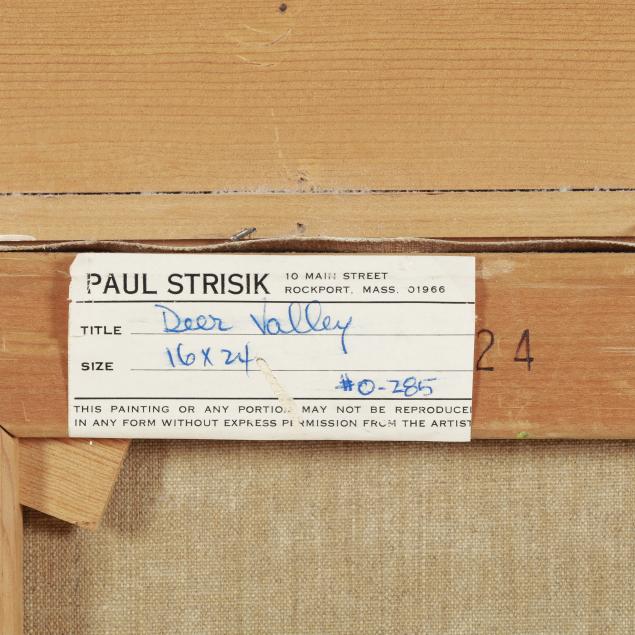 PAUL STRISIK
10 MAIN STREET
ROCKPORT, MASS. 01966
TITLE Deer Valley
SIZE 16 x 24
#0-285
THIS PAINTING OR ANY PORTIO MAY NOT BE REPRODUCE
IN ANY FORM WITHOUT EXPRESS PERMISSION FROM THE ARTIST
24